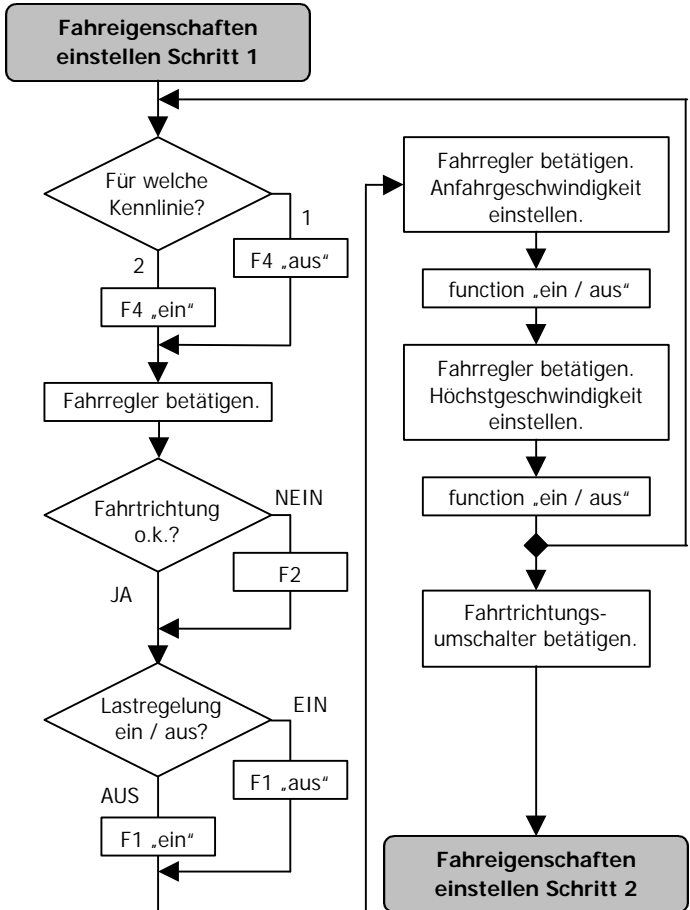 Fahreigenschaften
einstellen Schritt 1
Für welche
Kennlinie?
1
F4 „aus“
2
F4 „ein“
Fahrregler betätigen.
Fahrtrichtung
o.k.?
NEIN
F2
JA
Lastregelung
ein / aus?
EIN
F1 „aus“
AUS
F1 „ein“
Fahrregler betätigen.
Anfahrgeschwindigkeit
einstellen.
function „ein / aus“
Fahrregler betätigen.
Höchstgeschwindigkeit
einstellen.
function „ein / aus“
Fahrtrichtungs-
umschalter betätigen.
Fahreigenschaften
einstellen Schritt 2